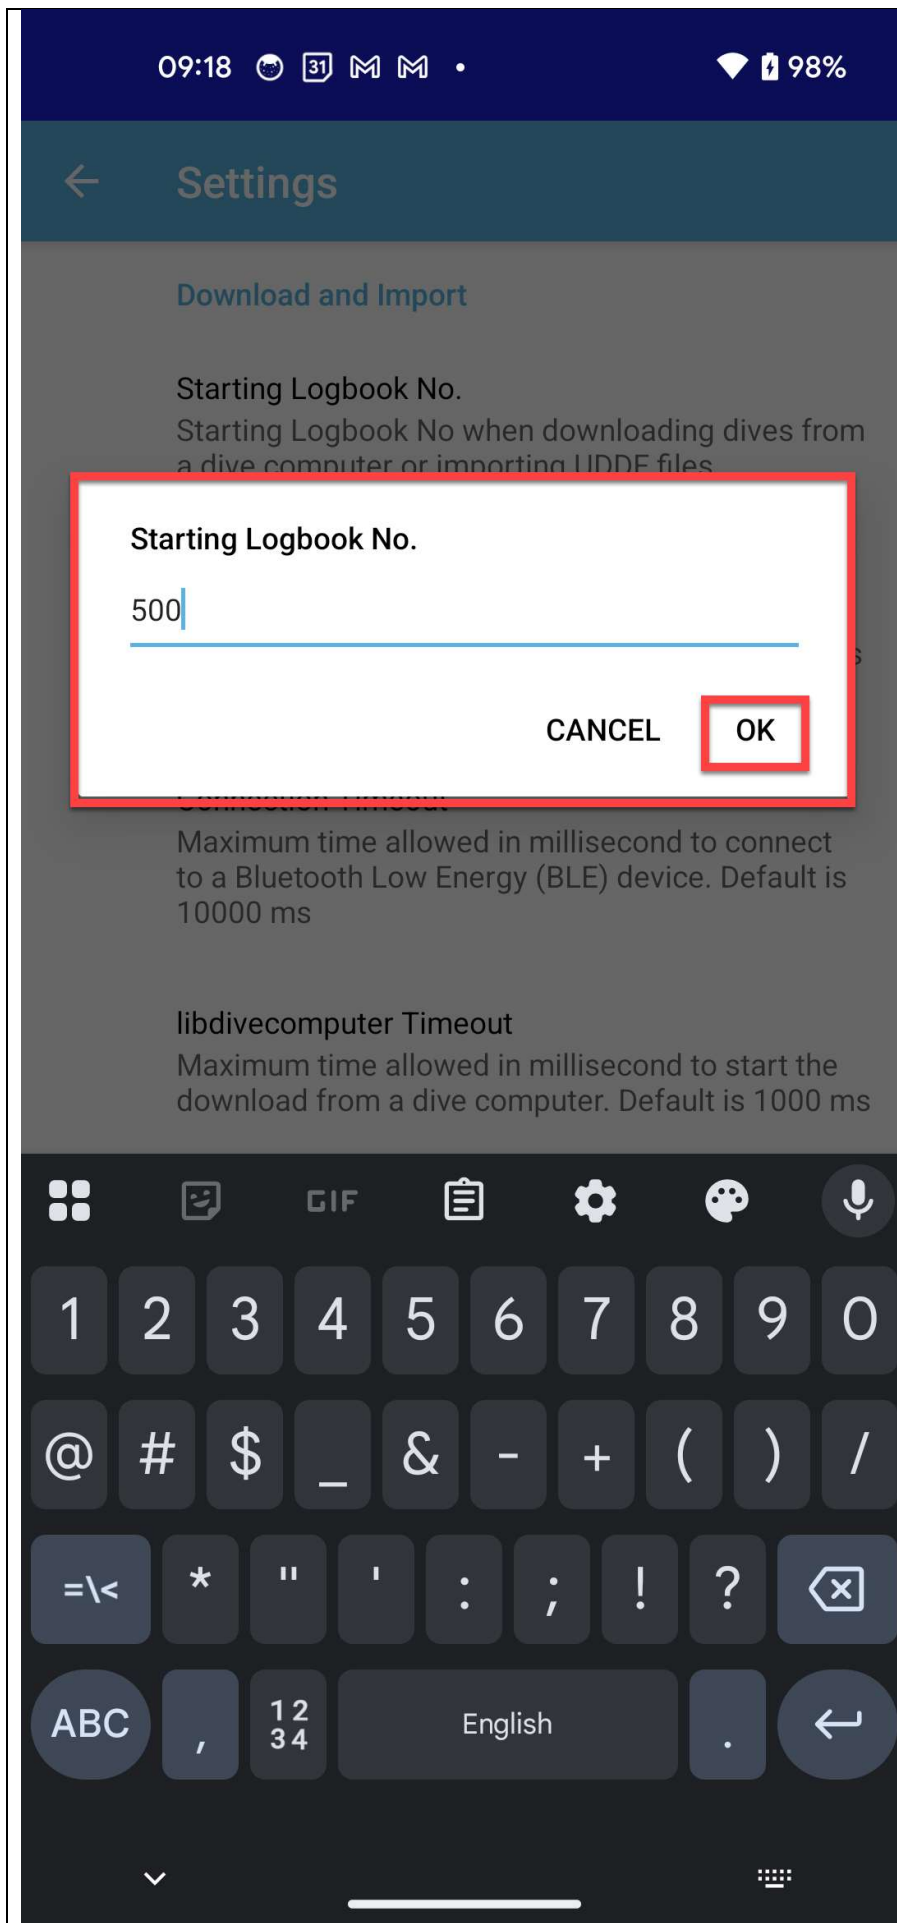 09:18 31 98%
Settings
Download and Import
Starting Logbook No.
Starting Logbook No when downloading dives from
a dive computer or importing UDDF files
Starting Logbook No.
500
s
CANCEL OK
Connection Timeout
Maximum time allowed in millisecond to connect
to a Bluetooth Low Energy (BLE) device. Default is
10000 ms
libdivecomputer Timeout
Maximum time allowed in millisecond to start the
download from a dive computer. Default is 1000 ms
GIF
1 2 3 4 5 6 7 8 9 0
@ # $ _ & - + ( ) /
=\< * " ' : ; ! ?
ABC , 12 English .
34